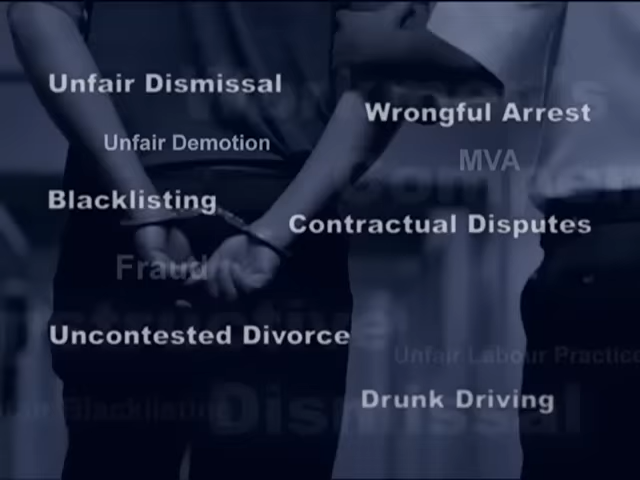 Unfair Dismissal
Wrongful Arrest
Unfair Demotion
MVA
Blacklisting
Contractual Disputes
Fraud
Uncontested Divorce
Unfair Labour Practice
Drunk Driving
Blacklisting
Dismissal